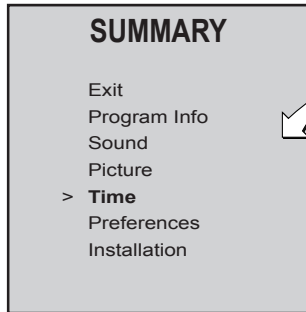 SUMMARY
Exit
Program Info
Sound
Picture
> Time
Preferences
Installation